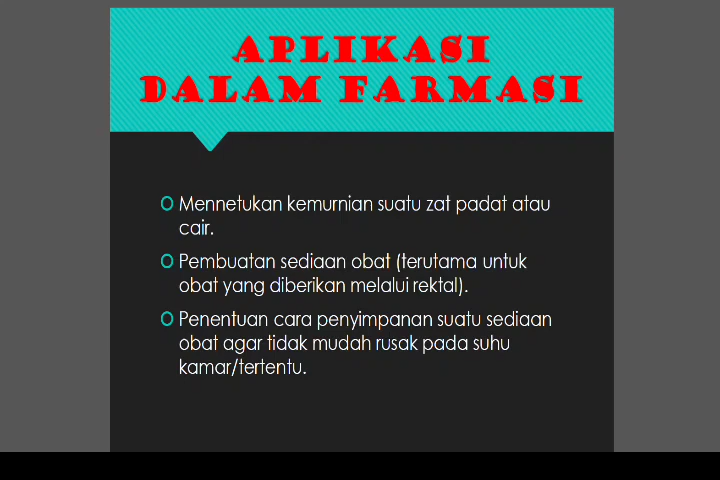 APLIKASI
DALAM FARMASI
Mennetukan kemurnian suatu zat padat atau
cair.
Pembuatan sediaan obat (terutama untuk
obat yang diberikan melalui rektal).
Penentuan cara penyimpanan suatu sediaan
obat agar tidak mudah rusak pada suhu
kamar/tertentu.